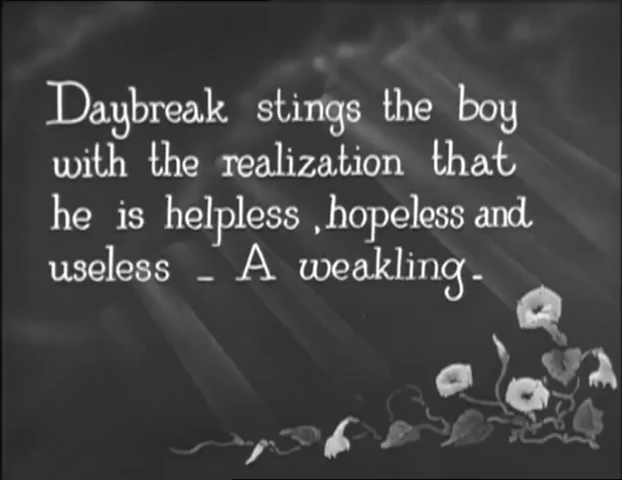 Daybreak stings the boy
with the realization that
he is helpless, hopeless and
useless - A weakling -